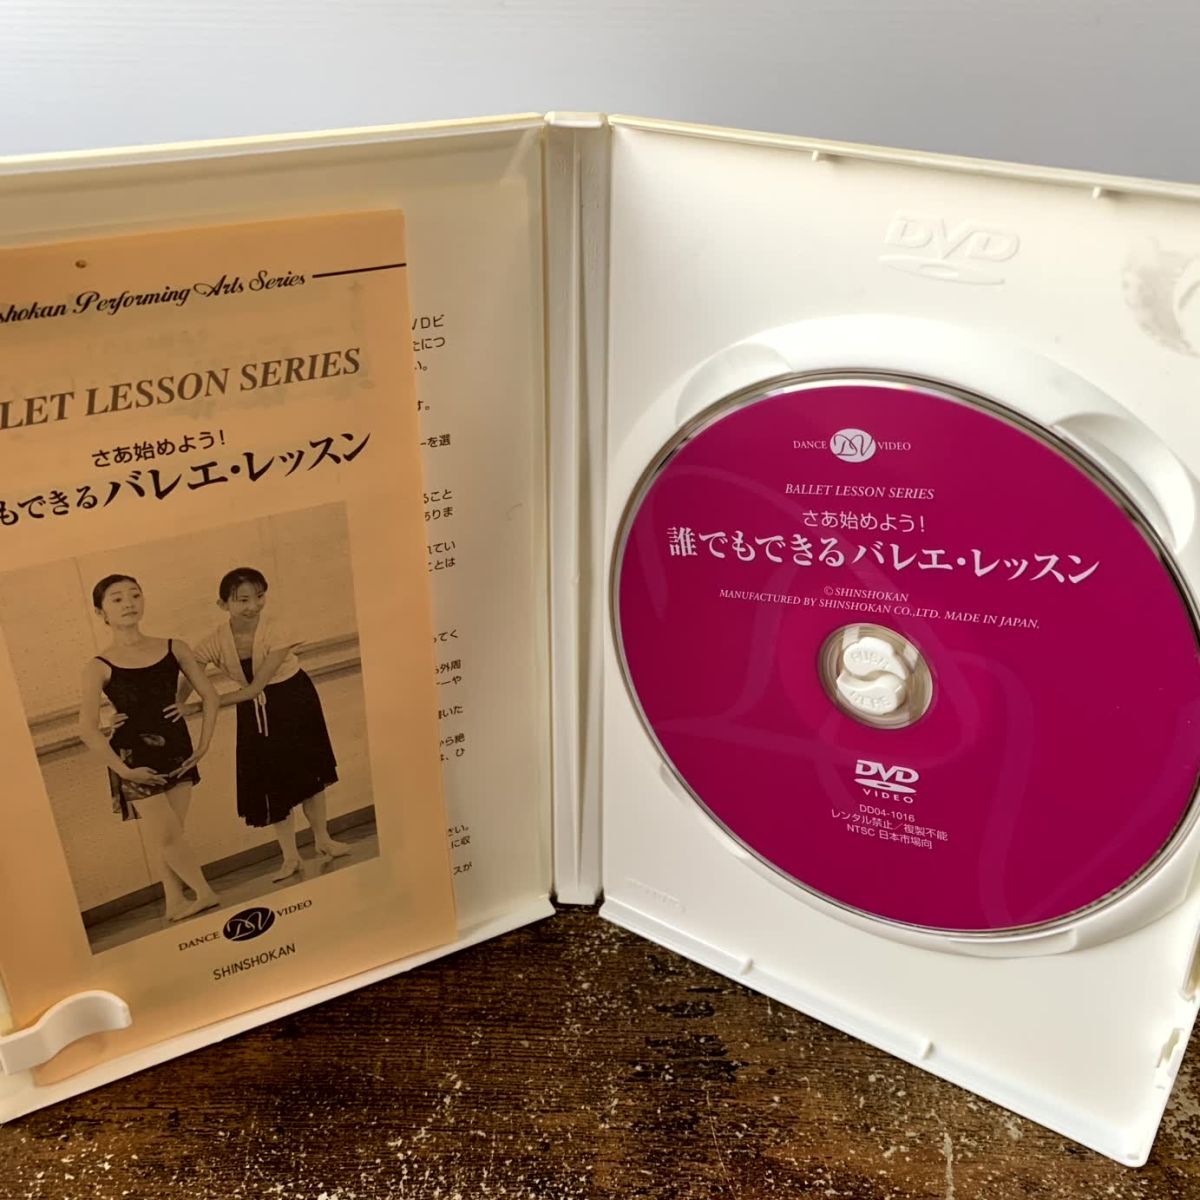 Performing Arts Series
LESSON SERIES
さあ始めよう!
もできるバレエ・レッスン
DANCE DV VIDEO
SHINSHOKAN
DVD
DANCE DV VIDEO
BALLET LESSON SERIES
さあ始めよう!
誰でもできるバレエ・レッスン
©SHINSHOKAN
MANUFACTURED BY SHINSHOKAN CO.,LTD. MADE IN JAPAN.
PUSH
HERE
DVD
VIDEO
DD04-1016
レンタル禁止/複製不能
NTSC 日本市場向